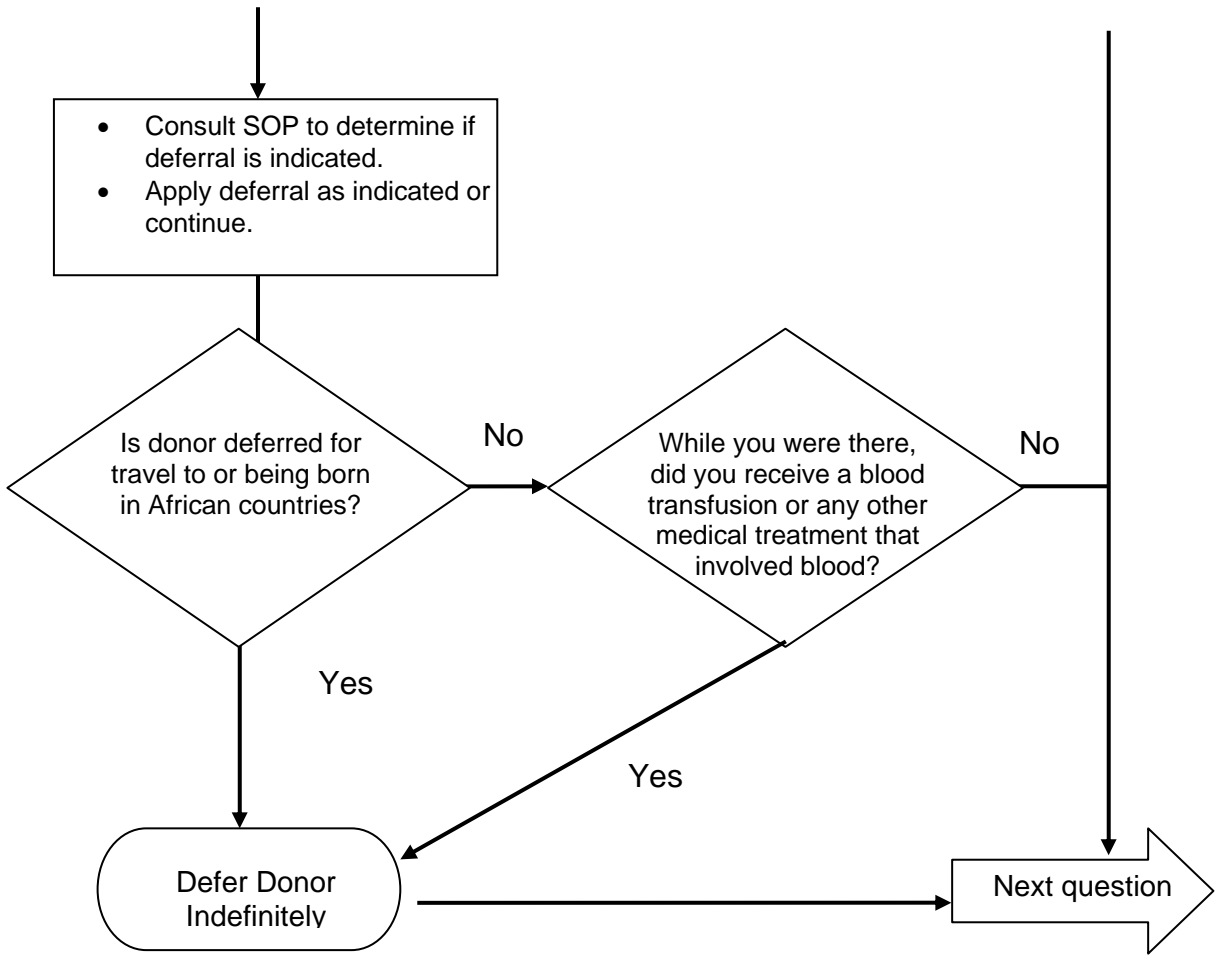 • Consult SOP to determine if
deferral is indicated.
• Apply deferral as indicated or
continue.
Is donor deferred for
travel to or being born
in African countries?
No
While you were there,
did you receive a blood
transfusion or any other
medical treatment that
involved blood?
No
Yes
Yes
Defer Donor
Indefinitely
Next question